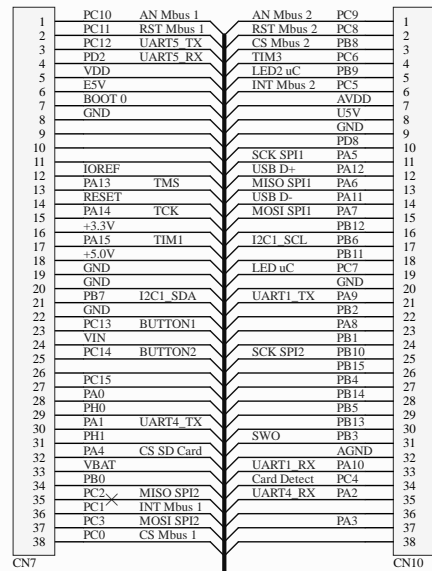 PC10 AN Mbus 1 AN Mbus 2 PC9
1 1
PC11 RST Mbus 1 RST Mbus 2 PC8
2 2
PC12 UART5_TX CS Mbus 2 PB8
3 3
PD2 UART5_RX TIM3 PC6
4 4
VDD LED2 uC PB9
5 5
E5V INT Mbus 2 PC5
6 6
BOOT 0 AVDD
7 7
GND U5V
8 8
GND
9 9
PD8
10 10
SCK SPI1 PA5
11 11
IOREF USB D+ PA12
12 12
PA13 TMS MISO SPI1 PA6
13 13
RESET USB D- PA11
14 14
PA14 TCK MOSI SPI1 PA7
15 15
+3.3V PB12
16 16
PA15 TIM1 I2C1_SCL PB6
17 17
+5.0V PB11
18 18
GND LED uC PC7
19 19
GND GND
20 20
PB7 I2C1_SDA UART1_TX PA9
21 21
GND PB2
22 22
PC13 BUTTON1 PA8
23 23
VIN PB1
24 24
PC14 BUTTON2 SCK SPI2 PB10
25 25
PB15
26 26
PC15 PB4
27 27
PA0 PB14
28 28
PH0 PB5
29 29
PA1 UART4_TX PB13
30 30
PH1 SWO PB3
31 31
PA4 CS SD Card AGND
32 32
VBAT UART1_RX PA10
33 33
PB0 Card Detect PC4
34 34
PC2 MISO SPI2 UART4_RX PA2
35 35
PC1 INT Mbus 1
36 36
PC3 MOSI SPI2 PA3
37 37
PC0 CS Mbus 1
38 38
CN7 CN10